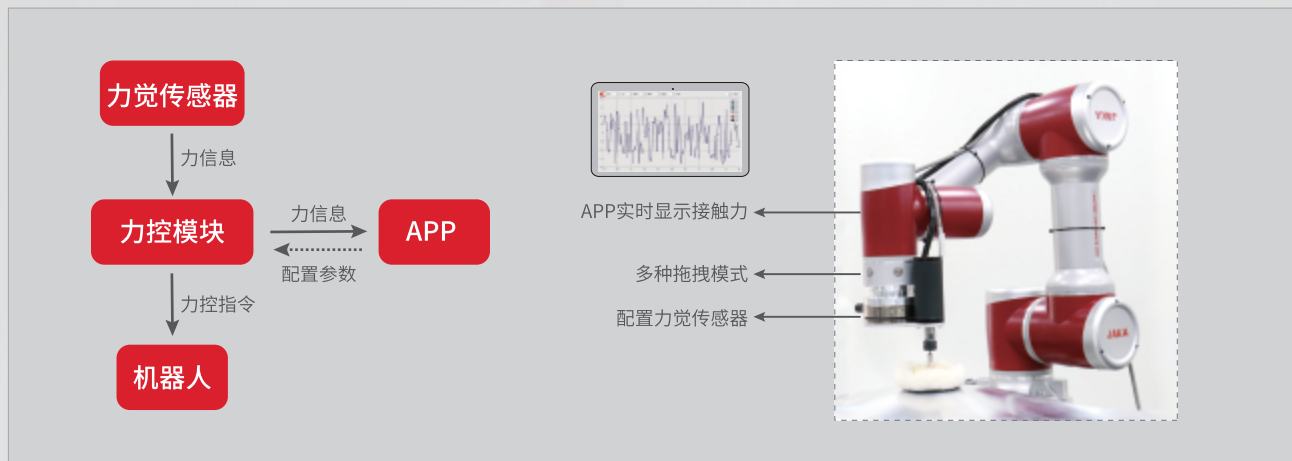 力觉传感器
力信息
力控模块
力信息
配置参数
APP
力控指令
机器人
APP实时显示接触力
多种拖拽模式
配置力觉传感器
JAKA